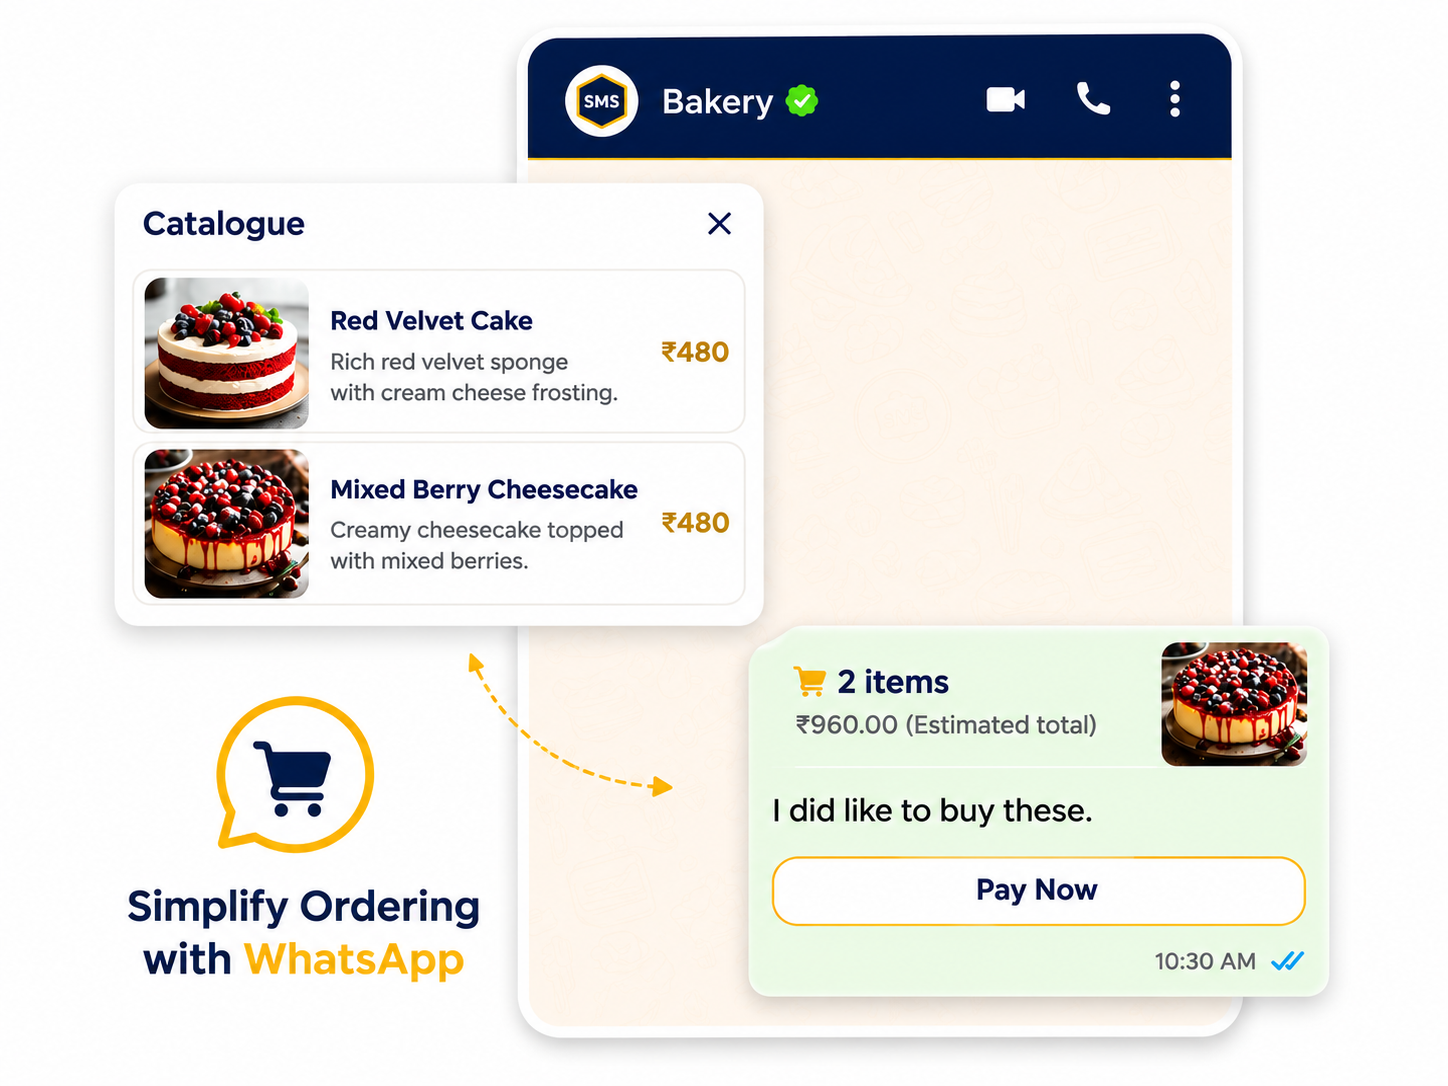 SMS
Bakery
Catalogue
Red Velvet Cake
Rich red velvet sponge
with cream cheese frosting.
₹480
Mixed Berry Cheesecake
Creamy cheesecake topped
with mixed berries.
₹480
2 items
₹960.00 (Estimated total)
I did like to buy these.
Pay Now
10:30 AM
Simplify Ordering
with WhatsApp